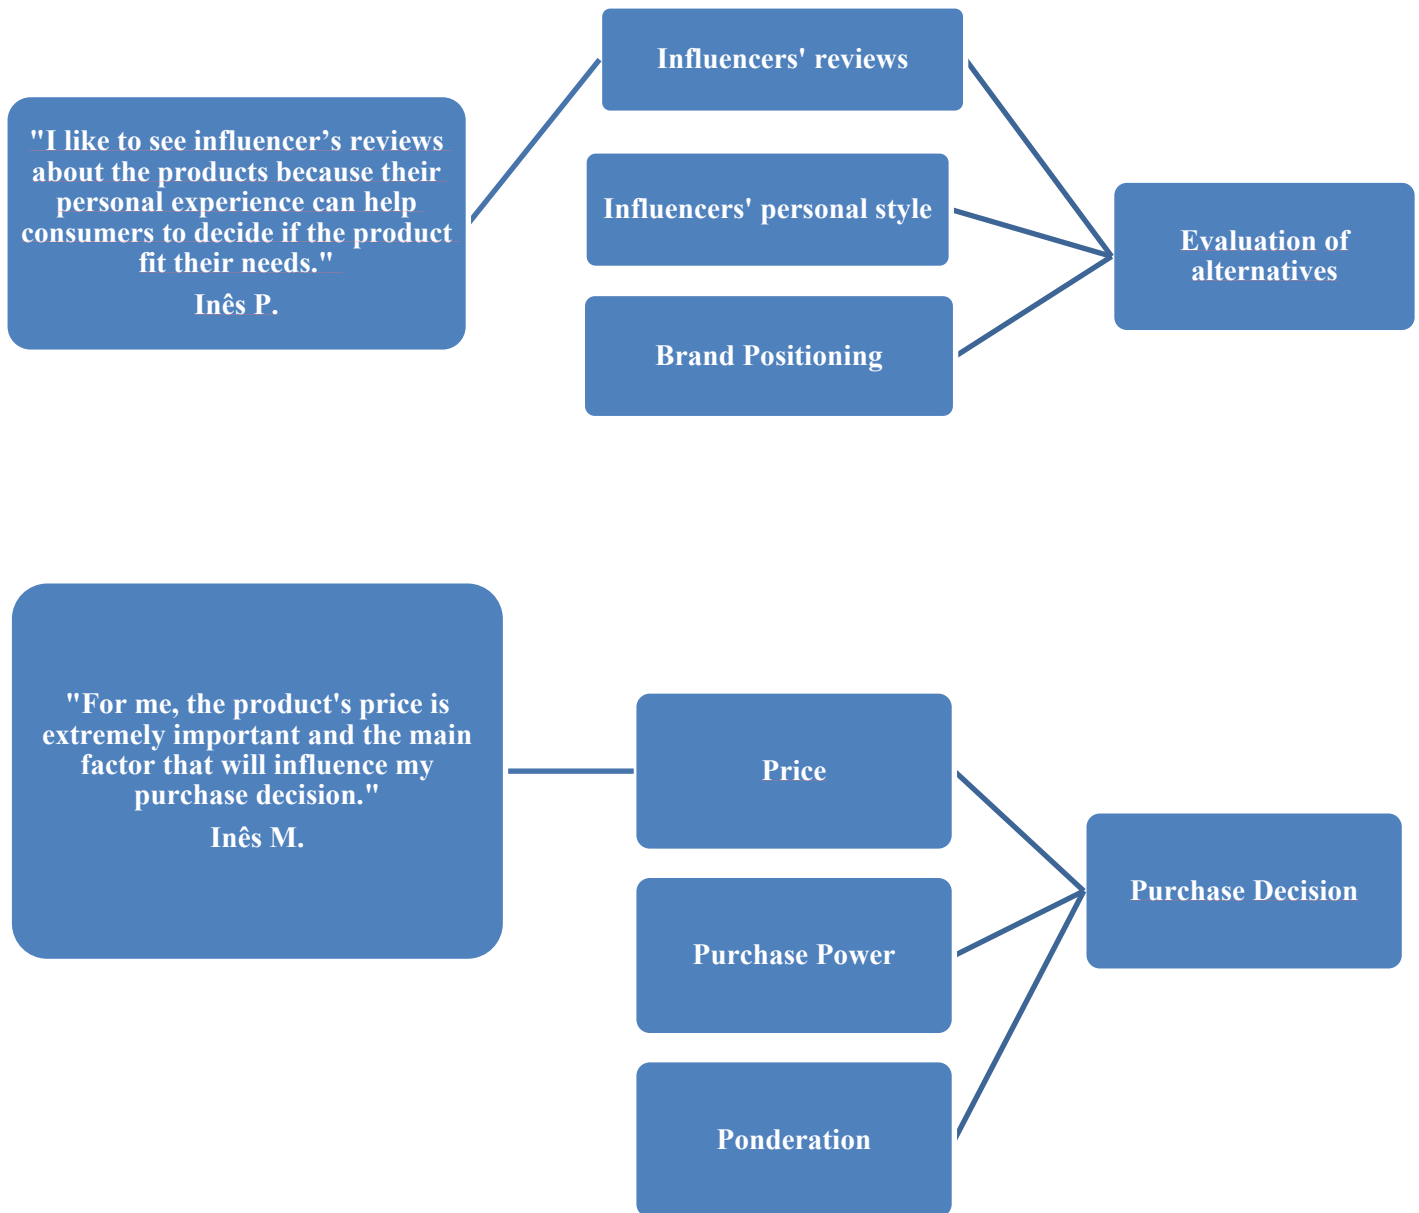 Influencers' reviews
"I like to see influencer’s reviews
about the products because their
personal experience can help
consumers to decide if the product
fit their needs."
Inês P.
Influencers' personal style
Evaluation of
alternatives
Brand Positioning
"For me, the product's price is
extremely important and the main
factor that will influence my
purchase decision."
Inês M.
Price
Purchase Decision
Purchase Power
Ponderation